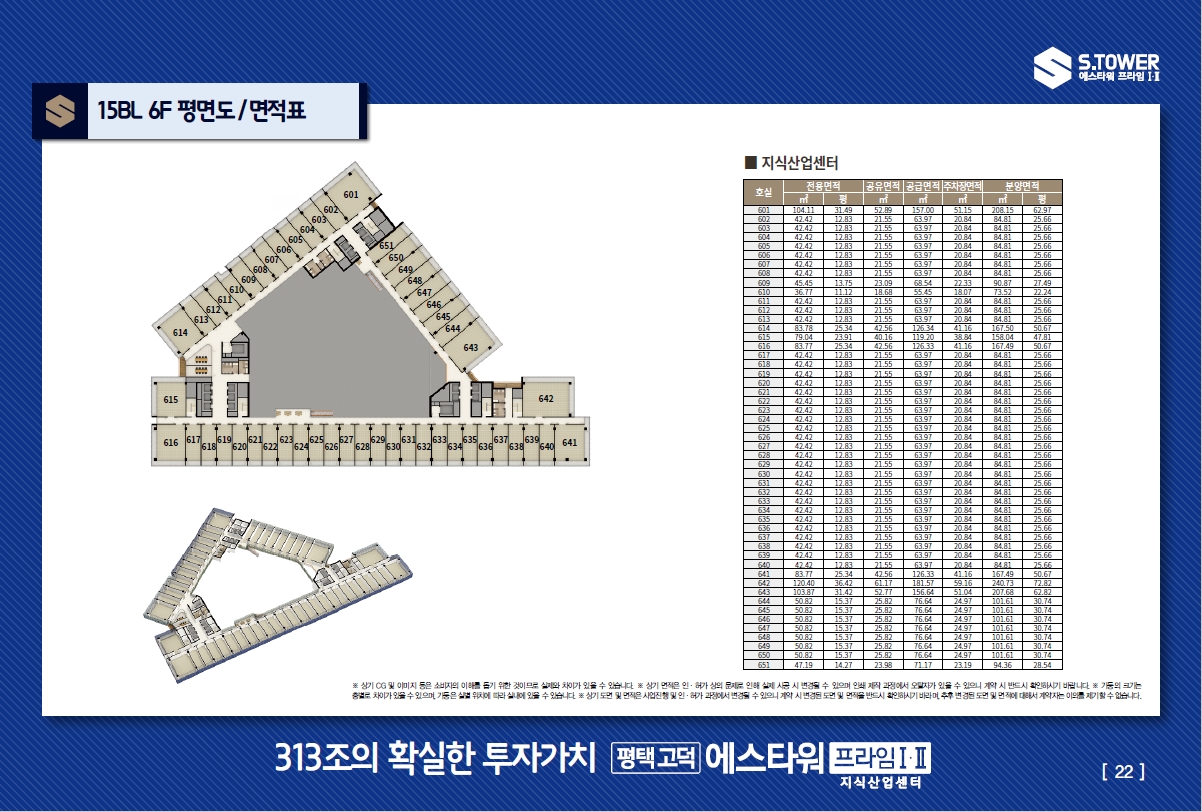 S.TOWER
에스타워 프라임 I·II
15BL 6F 평면도/면적표
■ 지식산업센터
호실 전용면적 공유면적 공급면적 주차장면적 분양면적
㎡ 평 ㎡ ㎡ ㎡ ㎡ 평
601 104.11 31.49 52.89 157.00 51.15 208.15 62.97
602 42.42 12.83 21.55 63.97 20.84 84.81 25.66
603 42.42 12.83 21.55 63.97 20.84 84.81 25.66
604 42.42 12.83 21.55 63.97 20.84 84.81 25.66
605 42.42 12.83 21.55 63.97 20.84 84.81 25.66
606 42.42 12.83 21.55 63.97 20.84 84.81 25.66
607 42.42 12.83 21.55 63.97 20.84 84.81 25.66
608 42.42 12.83 21.55 63.97 20.84 84.81 25.66
609 45.45 13.75 23.09 68.54 22.33 90.87 27.49
610 36.77 11.12 18.68 55.45 18.07 73.52 22.24
611 42.42 12.83 21.55 63.97 20.84 84.81 25.66
612 42.42 12.83 21.55 63.97 20.84 84.81 25.66
613 42.42 12.83 21.55 63.97 20.84 84.81 25.66
614 83.78 25.34 42.56 126.34 41.16 167.50 50.67
615 79.04 23.91 40.16 119.20 38.84 158.04 47.81
616 83.77 25.34 42.56 126.33 41.16 167.49 50.67
617 42.42 12.83 21.55 63.97 20.84 84.81 25.66
618 42.42 12.83 21.55 63.97 20.84 84.81 25.66
619 42.42 12.83 21.55 63.97 20.84 84.81 25.66
620 42.42 12.83 21.55 63.97 20.84 84.81 25.66
621 42.42 12.83 21.55 63.97 20.84 84.81 25.66
622 42.42 12.83 21.55 63.97 20.84 84.81 25.66
623 42.42 12.83 21.55 63.97 20.84 84.81 25.66
624 42.42 12.83 21.55 63.97 20.84 84.81 25.66
625 42.42 12.83 21.55 63.97 20.84 84.81 25.66
626 42.42 12.83 21.55 63.97 20.84 84.81 25.66
627 42.42 12.83 21.55 63.97 20.84 84.81 25.66
628 42.42 12.83 21.55 63.97 20.84 84.81 25.66
629 42.42 12.83 21.55 63.97 20.84 84.81 25.66
630 42.42 12.83 21.55 63.97 20.84 84.81 25.66
631 42.42 12.83 21.55 63.97 20.84 84.81 25.66
632 42.42 12.83 21.55 63.97 20.84 84.81 25.66
633 42.42 12.83 21.55 63.97 20.84 84.81 25.66
634 42.42 12.83 21.55 63.97 20.84 84.81 25.66
635 42.42 12.83 21.55 63.97 20.84 84.81 25.66
636 42.42 12.83 21.55 63.97 20.84 84.81 25.66
637 42.42 12.83 21.55 63.97 20.84 84.81 25.66
638 42.42 12.83 21.55 63.97 20.84 84.81 25.66
639 42.42 12.83 21.55 63.97 20.84 84.81 25.66
640 42.42 12.83 21.55 63.97 20.84 84.81 25.66
641 83.77 25.34 42.56 126.33 41.16 167.49 50.67
642 120.40 36.42 61.17 181.57 59.16 240.73 72.82
643 103.87 31.42 52.77 156.64 51.04 207.68 62.82
644 50.82 15.37 25.82 76.64 24.97 101.61 30.74
645 50.82 15.37 25.82 76.64 24.97 101.61 30.74
646 50.82 15.37 25.82 76.64 24.97 101.61 30.74
647 50.82 15.37 25.82 76.64 24.97 101.61 30.74
648 50.82 15.37 25.82 76.64 24.97 101.61 30.74
649 50.82 15.37 25.82 76.64 24.97 101.61 30.74
650 50.82 15.37 25.82 76.64 24.97 101.61 30.74
651 47.19 14.27 23.98 71.17 23.19 94.36 28.54
601
602
603
604
605
606
607
608
609
610
611
612
613
614
651
650
649
648
647
646
645
644
643
615
642
616 617 618 619 620 621 622 623 624 625 626 627 628 629 630 631 632 633 634 635 636 637 638 639 640 641
※ 상기 CG 및 이미지 등은 소비자의 이해를 돕기 위한 것이므로 실제와 차이가 있을 수 있습니다. ※ 상기 면적은 인·허가 상의 문제로 인해 실제 시공 시 변경될 수 있으며 인쇄 제작 과정에서 오탈자가 있을 수 있으니 계약 시 반드시 확인하시기 바랍니다. ※ 기둥의 크기는
층별로 차이가 있을 수 있으며, 기둥은 실별 위치에 따라 실내에 있을 수 있습니다. ※ 상기 도면 및 면적은 사업진행 및 인·허가 과정에서 변경될 수 있으니 계약 시 변경된 도면 및 면적을 반드시 확인하시기 바라며, 추후 변경된 도면 및 면적에 대해서 계약자는 이의를 제기할 수 없습니다.
313조의 확실한 투자가치 평택 고덕 에스타워 프라임 I·II
지식산업센터
[ 22 ]